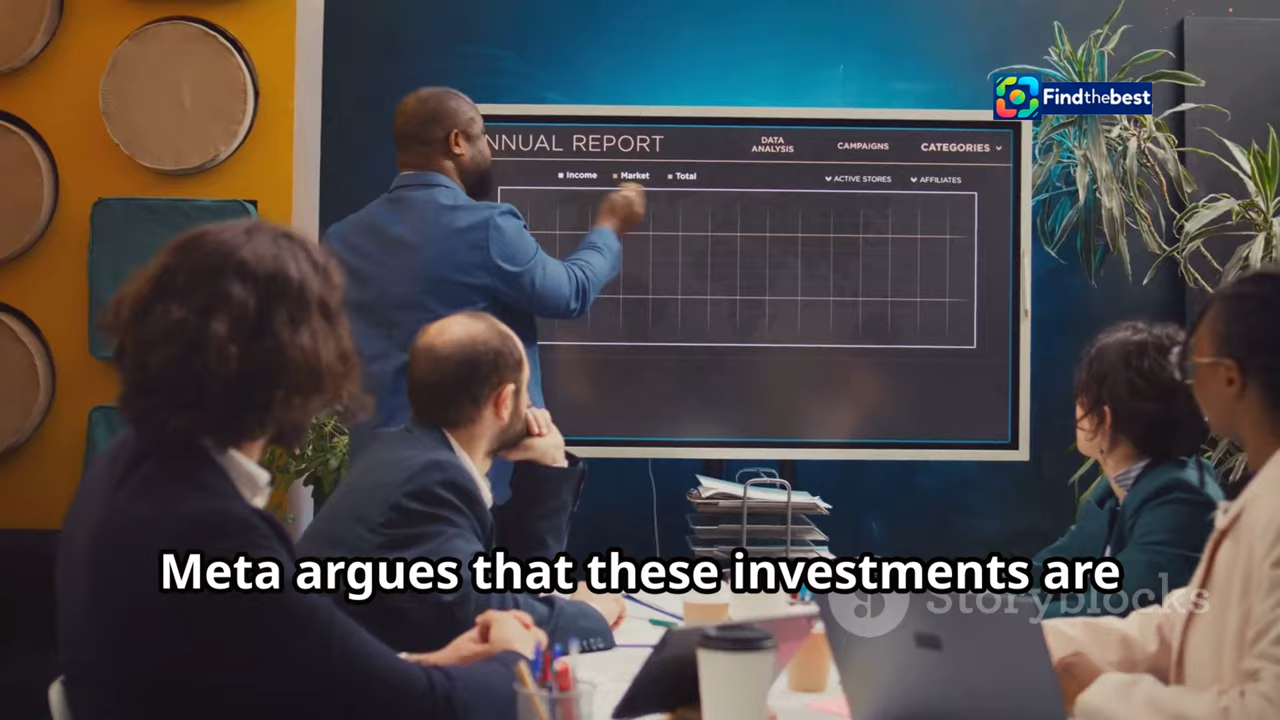 Findthebest
NNUAL REPORT
DATA
ANALYSIS
CAMPAIGNS
CATEGORIES
Income
Market
Total
ACTIVE STORES
AFFILIATES
Meta argues that these investments are
Storyblocks